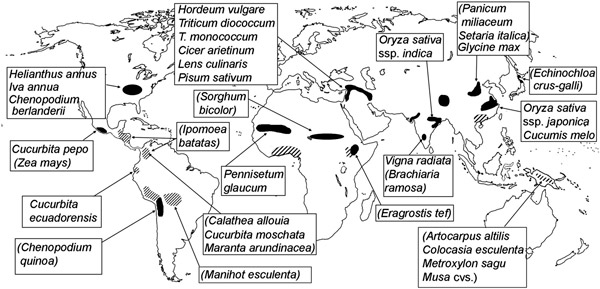 Hordeum vulgare
Triticum diococcum
T. monococcum
Cicer arietinum
Lens culinaris
Pisum sativum
(Panicum
miliaceum
Setaria italica)
Glycine max
Oryza sativa
ssp. indica
Helianthus annus
Iva annua
Chenopodium
berlanderii
(Echinochloa
crus-galli)
(Sorghum
bicolor)
Oryza sativa
ssp. japonica
Cucumis melo
(Ipomoea
batatas)
Cucurbita pepo
(Zea mays)
Pennisetum
glaucum
Vigna radiata
(Brachiaria
ramosa)
Cucurbita
ecuadorensis
(Eragrostis tef)
(Calathea allouia
Cucurbita moschata
Maranta arundinacea)
(Chenopodium
quinoa)
(Artocarpus altilis
Colocasia esculenta
Metroxylon sagu
Musa cvs.)
(Manihot esculenta)